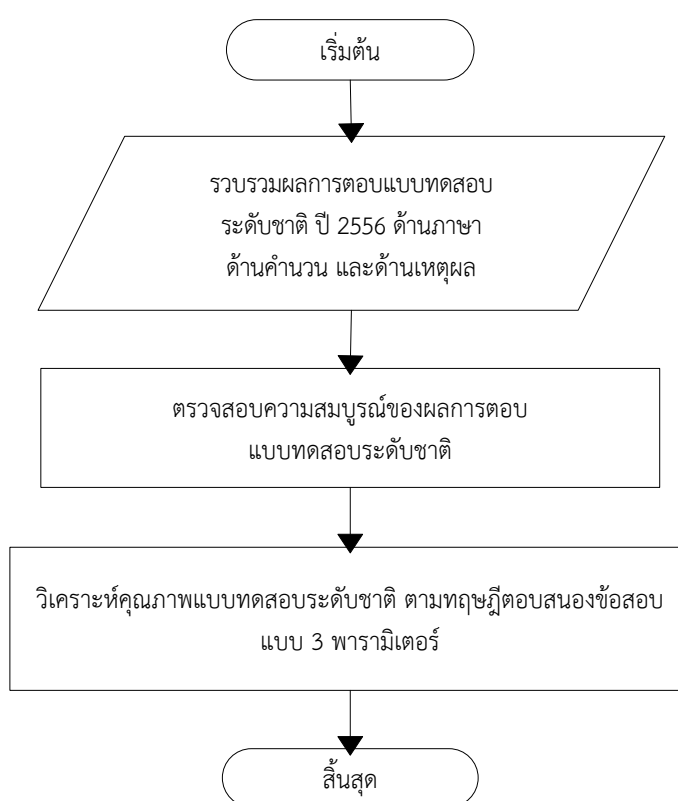 เริ่มต้น
รวบรวมผลการตอบแบบทดสอบ
ระดับชาติ ปี 2556 ด้านภาษา
ด้านคำนวน และด้านเหตุผล
ตรวจสอบความสมบูรณ์ของผลการตอบ
แบบทดสอบระดับชาติ
วิเคราะห์คุณภาพแบบทดสอบระดับชาติ ตามทฤษฎีตอบสนองข้อสอบ
แบบ 3 พารามิเตอร์
สิ้นสุด